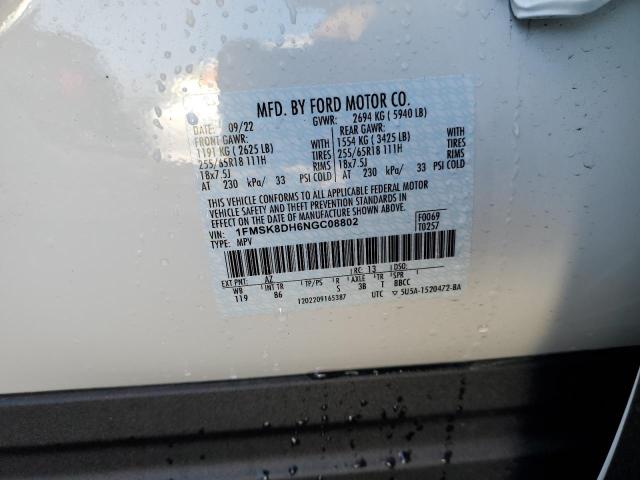 MFD. BY FORD MOTOR CO.
DATE: 09/22 GVWR: 2694 KG ( 5940 LB)
FRONT GAWR: REAR GAWR:
1191 KG ( 2625 LB) WITH 1554 KG ( 3425 LB) WITH
255/65R18 111H TIRES 255/65R18 111H TIRES
18x7.5J RIMS 18x7.5J RIMS
AT 230 kPa/ 33 PSI COLD AT 230 kPa/ 33 PSI COLD
THIS VEHICLE CONFORMS TO ALL APPLICABLE FEDERAL MOTOR
VEHICLE SAFETY AND THEFT PREVENTION STANDARDS IN
EFFECT ON THE DATE OF MANUFACTURE SHOWN ABOVE.
VIN: 1FMSK8DH6NGC08802 F0069
TYPE: MPV T0257
EXT PNT: AZ RC: 13 DSO:
WB INT TR TP/PS R AXLE TR SPR
119 B6 S 3B T BBCC
1202209165387 UTC ▽ 5U5A-1520472-BA